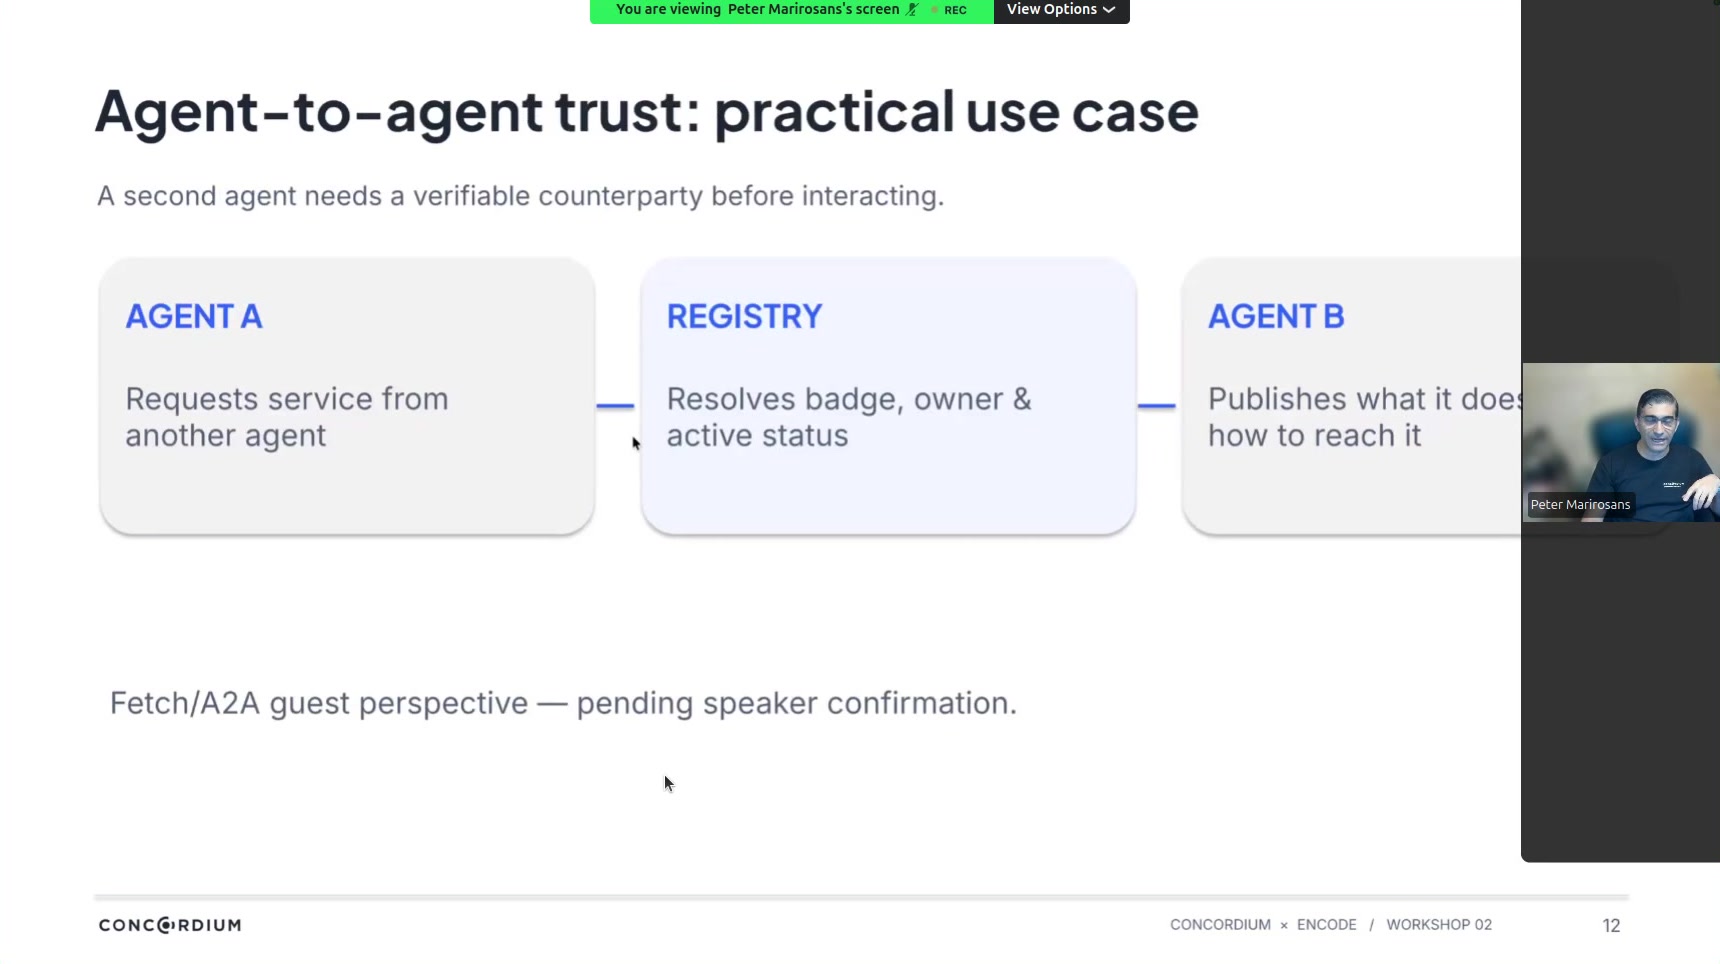 You are viewing Peter Marirosans's screen REC View Options
Agent-to-agent trust: practical use case
A second agent needs a verifiable counterparty before interacting.
AGENT A
Requests service from
another agent
REGISTRY
Resolves badge, owner &
active status
AGENT B
Publishes what it does
how to reach it
Peter Marirosans
Fetch/A2A guest perspective — pending speaker confirmation.
CONCORDIUM
CONCORDIUM × ENCODE / WORKSHOP 02
12